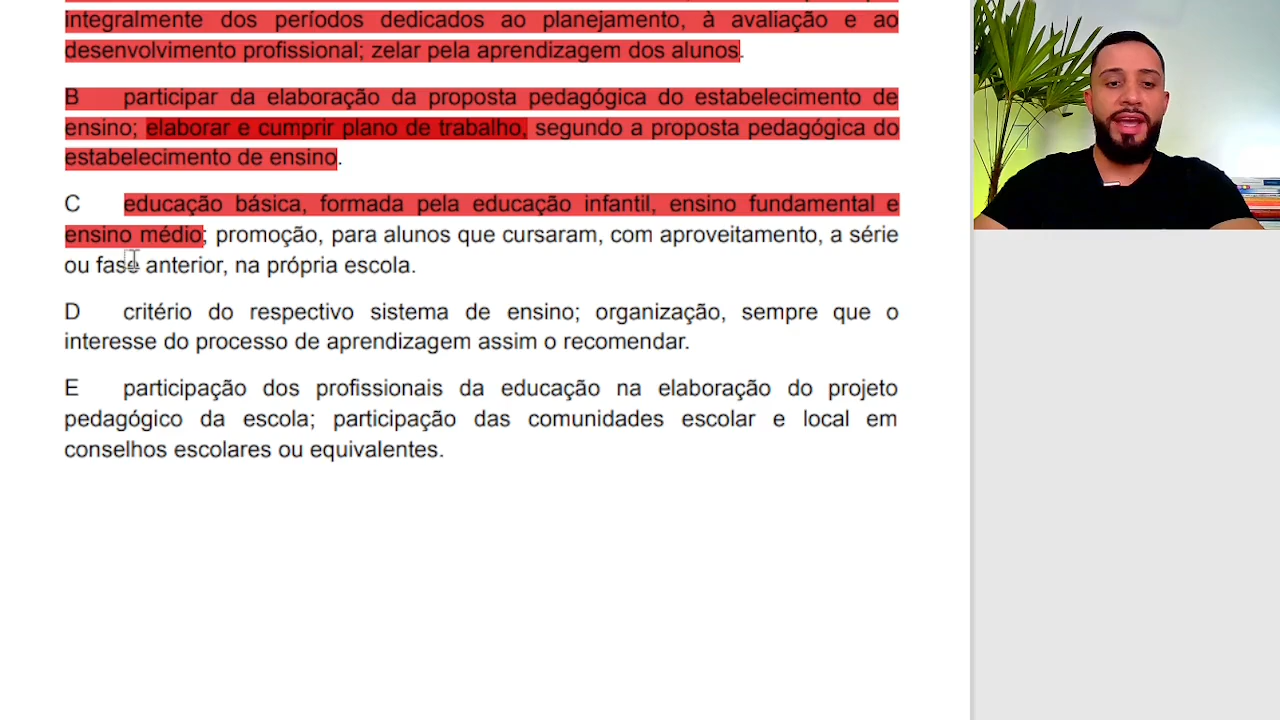 integralmente dos períodos dedicados ao planejamento, à avaliação e ao
desenvolvimento profissional; zelar pela aprendizagem dos alunos.
B participar da elaboração da proposta pedagógica do estabelecimento de
ensino; elaborar e cumprir plano de trabalho, segundo a proposta pedagógica do
estabelecimento de ensino.
C educação básica, formada pela educação infantil, ensino fundamental e
ensino médio; promoção, para alunos que cursaram, com aproveitamento, a série
ou fase anterior, na própria escola.
D critério do respectivo sistema de ensino; organização, sempre que o
interesse do processo de aprendizagem assim o recomendar.
E participação dos profissionais da educação na elaboração do projeto
pedagógico da escola; participação das comunidades escolar e local em
conselhos escolares ou equivalentes.